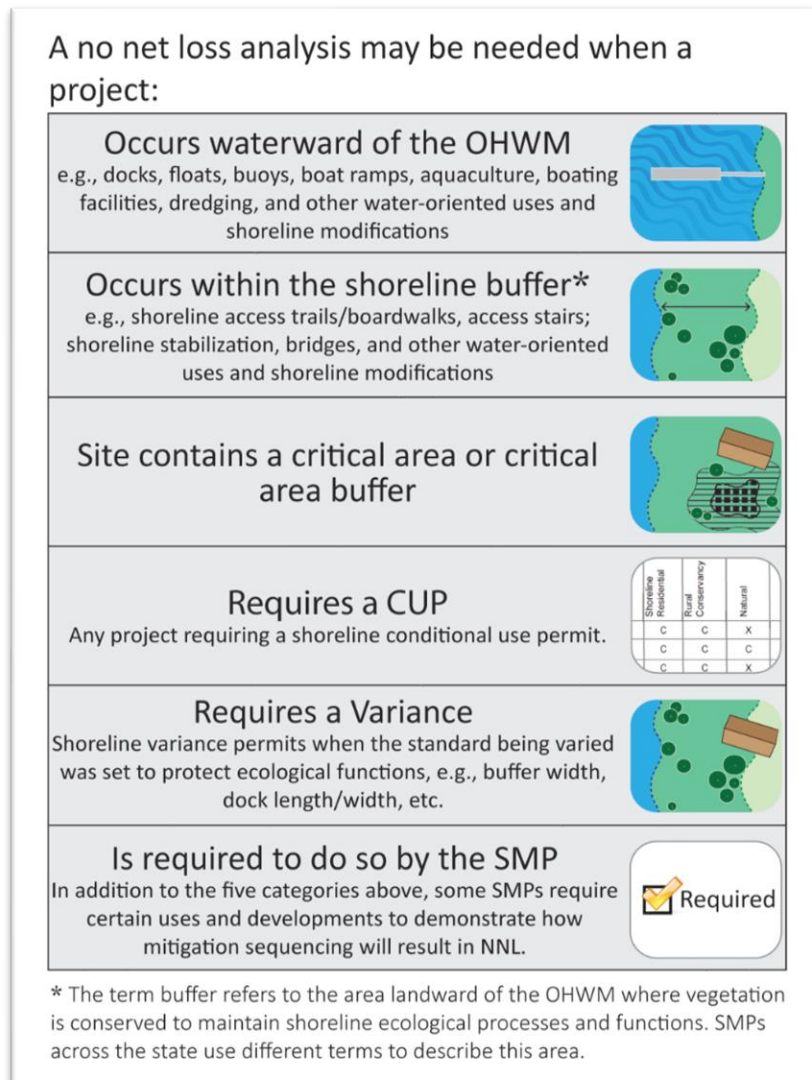 A no net loss analysis may be needed when a
project:
Occurs waterward of the OHWM
e.g., docks, floats, buoys, boat ramps, aquaculture, boating
facilities, dredging, and other water-oriented uses and
shoreline modifications
Occurs within the shoreline buffer*
e.g., shoreline access trails/boardwalks, access stairs;
shoreline stabilization, bridges, and other water-oriented
uses and shoreline modifications
Site contains a critical area or critical
area buffer
Requires a CUP
Any project requiring a shoreline conditional use permit.
Shoreline
Residential
Rural
Conservancy
Natural
C C X
C C C
C C X
Requires a Variance
Shoreline variance permits when the standard being varied
was set to protect ecological functions, e.g., buffer width,
dock length/width, etc.
Is required to do so by the SMP
In addition to the five categories above, some SMPs require
certain uses and developments to demonstrate how
mitigation sequencing will result in NNL.
Required
* The term buffer refers to the area landward of the OHWM where vegetation
is conserved to maintain shoreline ecological processes and functions. SMPs
across the state use different terms to describe this area.